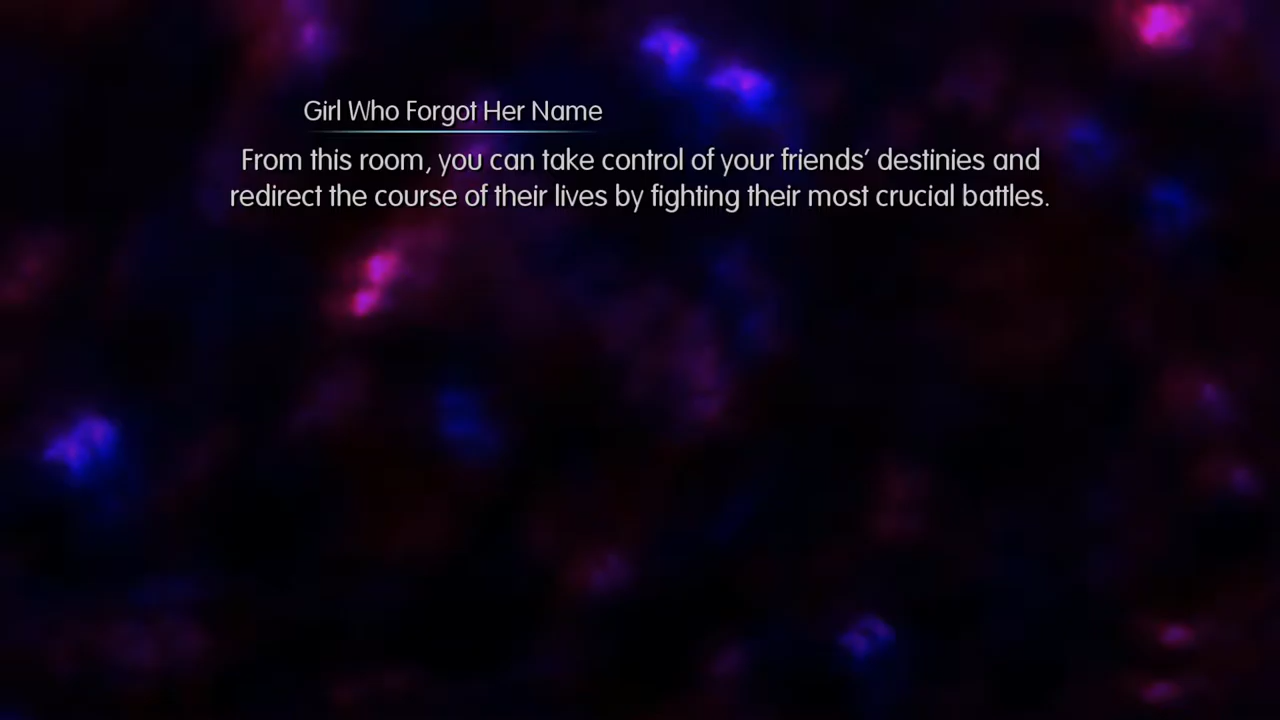 Girl Who Forgot Her Name
From this room, you can take control of your friends’ destinies and
redirect the course of their lives by fighting their most crucial battles.